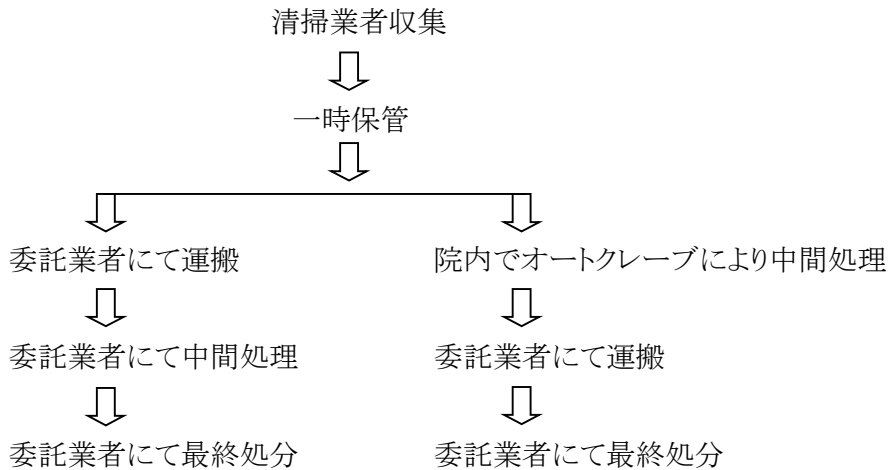 清掃業者収集
一時保管
委託業者にて運搬
院内でオートクレーブにより中間処理
委託業者にて中間処理
委託業者にて運搬
委託業者にて最終処分
委託業者にて最終処分